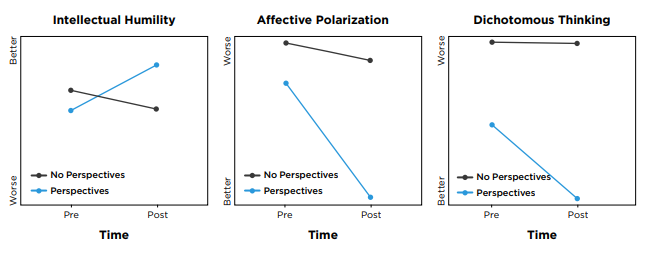 Intellectual Humility
Better
Worse
No Perspectives
Perspectives
Pre
Post
Time
Affective Polarization
Worse
Better
No Perspectives
Perspectives
Pre
Post
Time
Dichotomous Thinking
Worse
Better
No Perspectives
Perspectives
Pre
Post
Time